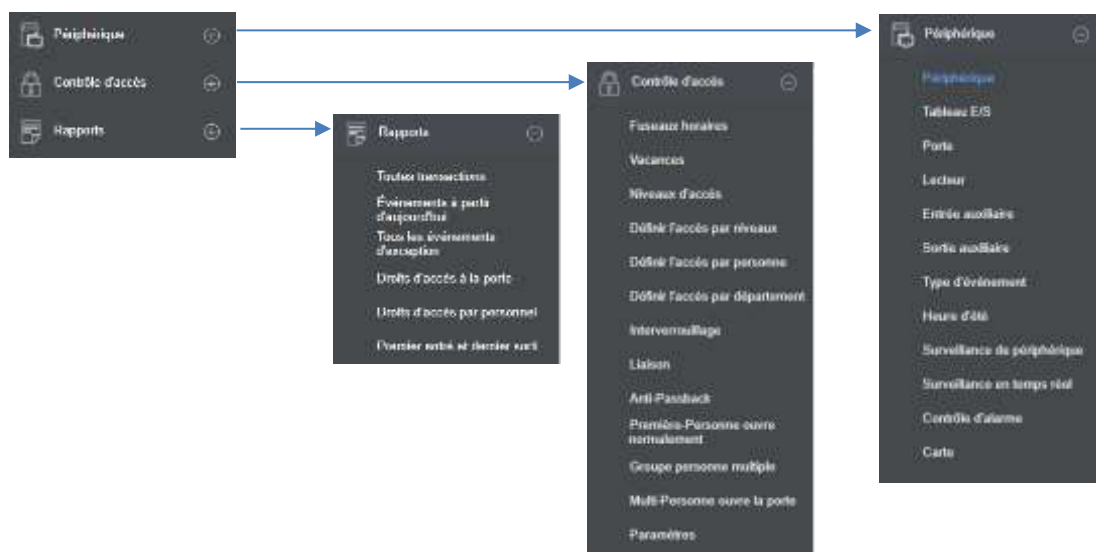 Périphérique
Contrôle d'accès
Rapports
Rapports
Toutes transactions
Événements à partir
d'aujourd'hui
Tous les événements
d'exception
Droits d'accès à la porte
Droits d'accès par personnel
Premier entré et dernier sorti
Contrôle d'accès
Fuseaux horaires
Vacances
Niveaux d'accès
Définir l'accès par niveaux
Définir l'accès par personne
Définir l'accès par département
Interverrouillage
Liaison
Anti-Passback
Première-Personne ouvre
normalement
Groupe personne multiple
Multi-Personne ouvre la porte
Paramètres
Périphérique
Périphérique
Tableau E/S
Porte
Lecteur
Entrée auxiliaire
Sortie auxiliaire
Type d'événement
Heure d'été
Surveillance de périphérique
Surveillance en temps réel
Contrôle d'alarme
Carte